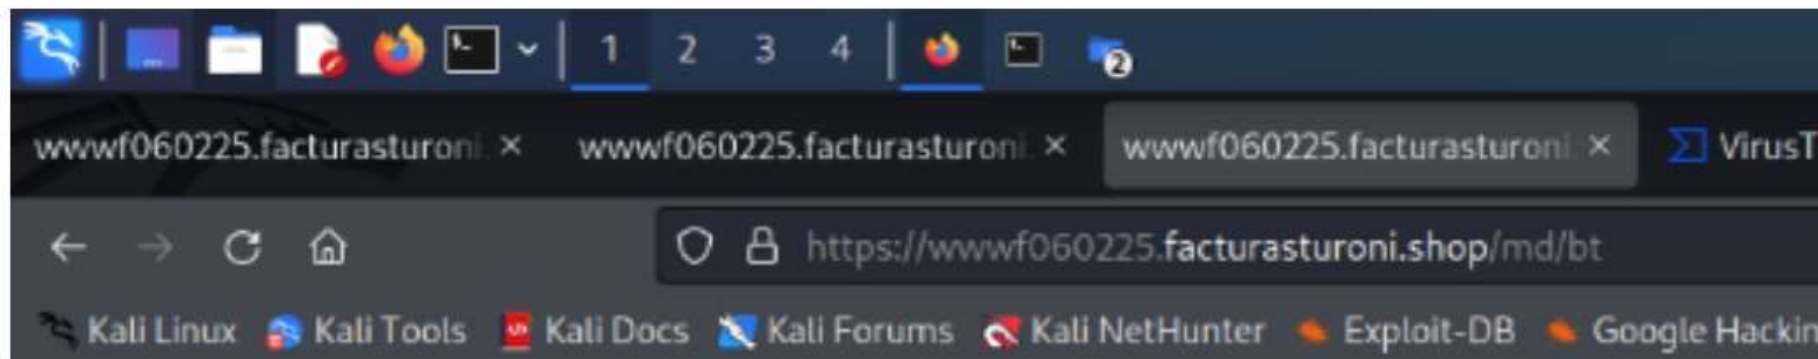 1 2 3 4 2
wwwf060225.facturasturoni. × wwwf060225.facturasturoni. × wwwf060225.facturasturoni × VirusT
https://wwwf060225.facturasturoni.shop/md/bt
Kali Linux Kali Tools Kali Docs Kali Forums Kali NetHunter Exploit-DB Google Hackin